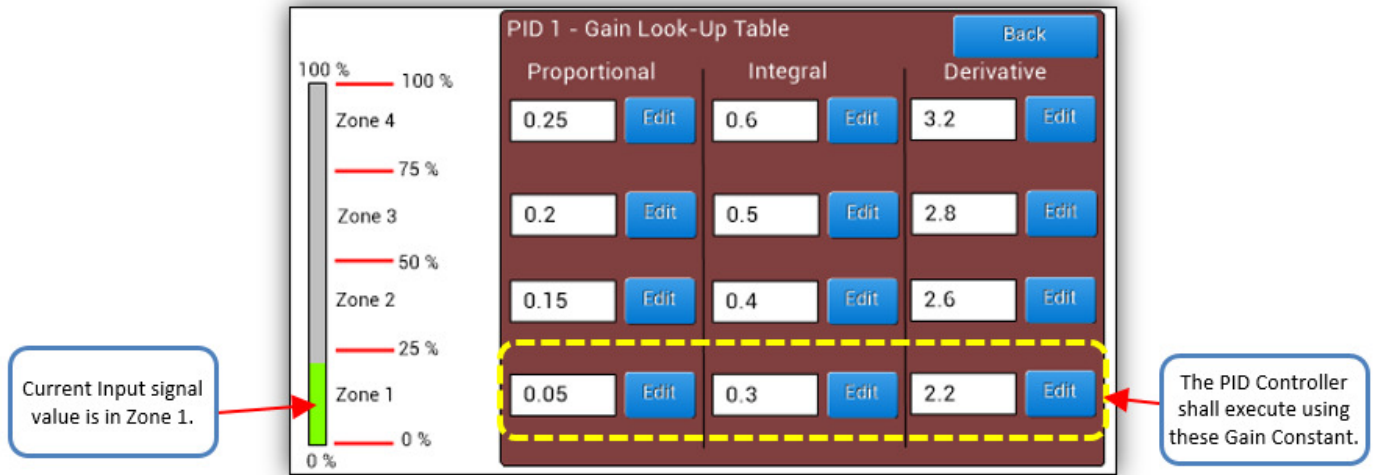 PID 1 - Gain Look-Up Table
Back
100 %
100 %
Proportional
Integral
Derivative
Zone 4
0.25
Edit
0.6
Edit
3.2
Edit
75 %
Zone 3
0.2
Edit
0.5
Edit
2.8
Edit
50 %
Zone 2
0.15
Edit
0.4
Edit
2.6
Edit
25 %
Current Input signal
value is in Zone 1.
Zone 1
0.05
Edit
0.3
Edit
2.2
Edit
The PID Controller
shall execute using
these Gain Constant.
0 %
0 %